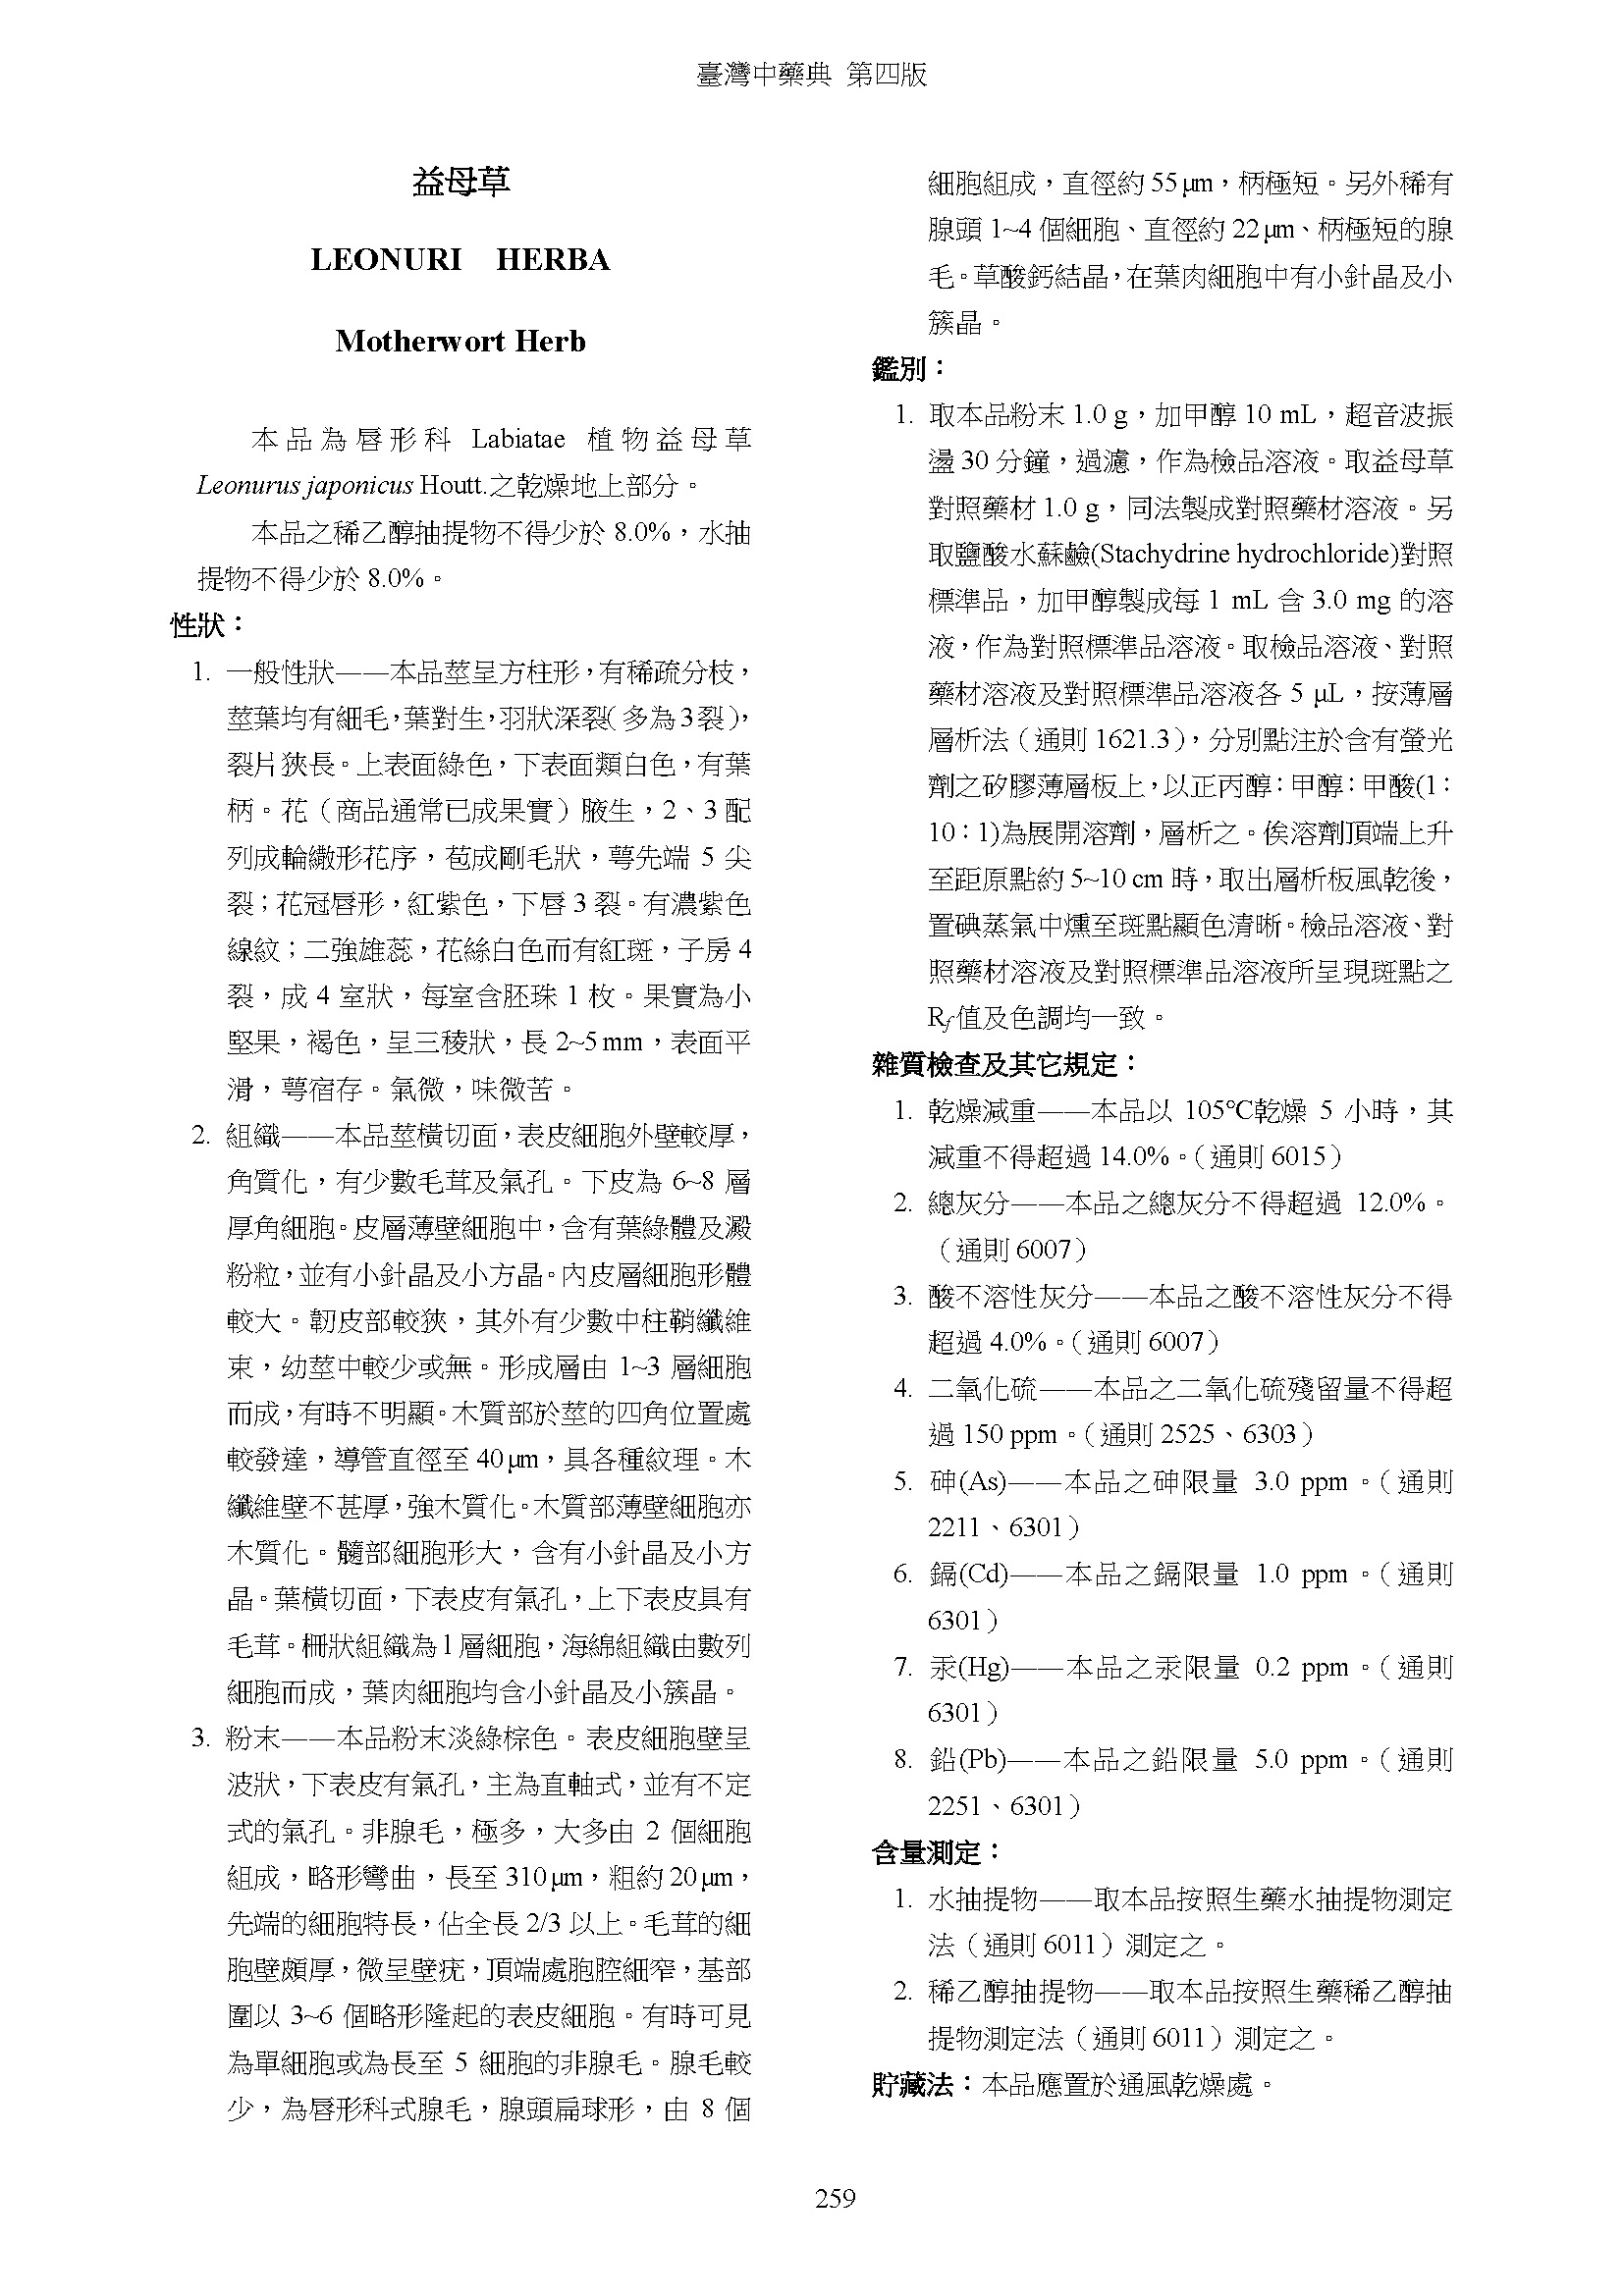 臺灣中藥典 第四版
益母草
LEONURI HERBA
Motherwort Herb
本品為唇形科 Labiatae 植物益母草
Leonurus japonicus Houtt.之乾燥地上部分。
本品之稀乙醇抽提物不得少於 8.0%，水抽
提物不得少於 8.0%。
性狀：
1. 一般性狀——本品莖呈方柱形，有稀疏分枝，
莖葉均有細毛，葉對生，羽狀深裂（多為3裂），
裂片狹長。上表面綠色，下表面類白色，有葉
柄。花（商品通常已成果實）腋生，2、3 配
列成輪繖形花序，苞成剛毛狀，萼先端 5 尖
裂；花冠唇形，紅紫色，下唇 3 裂。有濃紫色
線紋；二強雄蕊，花絲白色而有紅斑，子房 4
裂，成 4 室狀，每室含胚珠 1 枚。果實為小
堅果，褐色，呈三稜狀，長 2~5 mm，表面平
滑，萼宿存。氣微，味微苦。
2. 組織——本品莖橫切面，表皮細胞外壁較厚，
角質化，有少數毛茸及氣孔。下皮為 6~8 層
厚角細胞。皮層薄壁細胞中，含有葉綠體及澱
粉粒，並有小針晶及小方晶。內皮層細胞形體
較大。韌皮部較狹，其外有少數中柱鞘纖維
束，幼莖中較少或無。形成層由 1~3 層細胞
而成，有時不明顯。木質部於莖的四角位置處
較發達，導管直徑至 40 μm，具各種紋理。木
纖維壁不甚厚，強木質化。木質部薄壁細胞亦
木質化。髓部細胞形大，含有小針晶及小方
晶。葉橫切面，下表皮有氣孔，上下表皮具有
毛茸。柵狀組織為 1 層細胞，海綿組織由數列
細胞而成，葉肉細胞均含小針晶及小簇晶。
3. 粉末——本品粉末淡綠棕色。表皮細胞壁呈
波狀，下表皮有氣孔，主為直軸式，並有不定
式的氣孔。非腺毛，極多，大多由 2 個細胞
組成，略形彎曲，長至 310 μm，粗約 20 μm，
先端的細胞特長，佔全長 2/3 以上。毛茸的細
胞壁頗厚，微呈壁疣，頂端處胞腔細窄，基部
圍以 3~6 個略形隆起的表皮細胞。有時可見
為單細胞或為長至 5 細胞的非腺毛。腺毛較
少，為唇形科式腺毛，腺頭扁球形，由 8 個
細胞組成，直徑約 55 μm，柄極短。另外稀有
腺頭 1~4 個細胞、直徑約 22 μm、柄極短的腺
毛。草酸鈣結晶，在葉肉細胞中有小針晶及小
簇晶。
鑑別：
1. 取本品粉末 1.0 g，加甲醇 10 mL，超音波振
盪 30 分鐘，過濾，作為檢品溶液。取益母草
對照藥材 1.0 g，同法製成對照藥材溶液。另
取鹽酸水蘇鹼(Stachydrine hydrochloride)對照
標準品，加甲醇製成每 1 mL 含 3.0 mg 的溶
液，作為對照標準品溶液。取檢品溶液、對照
藥材溶液及對照標準品溶液各 5 μL，按薄層
層析法（通則 1621.3），分別點注於含有螢光
劑之矽膠薄層板上，以正丙醇：甲醇：甲酸(1：
10：1)為展開溶劑，層析之。俟溶劑頂端上升
至距原點約 5~10 cm 時，取出層析板風乾後，
置碘蒸氣中燻至斑點顯色清晰。檢品溶液、對
照藥材溶液及對照標準品溶液所呈現斑點之
Rf值及色調均一致。
雜質檢查及其它規定：
1. 乾燥減重——本品以 105℃乾燥 5 小時，其
減重不得超過 14.0%。（通則 6015）
2. 總灰分——本品之總灰分不得超過 12.0%。
（通則 6007）
3. 酸不溶性灰分——本品之酸不溶性灰分不得
超過 4.0%。（通則 6007）
4. 二氧化硫——本品之二氧化硫殘留量不得超
過 150 ppm。（通則 2525、6303）
5. 砷(As)——本品之砷限量 3.0 ppm。（通則
2211、6301）
6. 鎘(Cd)——本品之鎘限量 1.0 ppm。（通則
6301）
7. 汞(Hg)——本品之汞限量 0.2 ppm。（通則
6301）
8. 鉛(Pb)——本品之鉛限量 5.0 ppm。（通則
2251、6301）
含量測定：
1. 水抽提物——取本品按照生藥水抽提物測定
法（通則 6011）測定之。
2. 稀乙醇抽提物——取本品按照生藥稀乙醇抽
提物測定法（通則 6011）測定之。
貯藏法：本品應置於通風乾燥處。
259